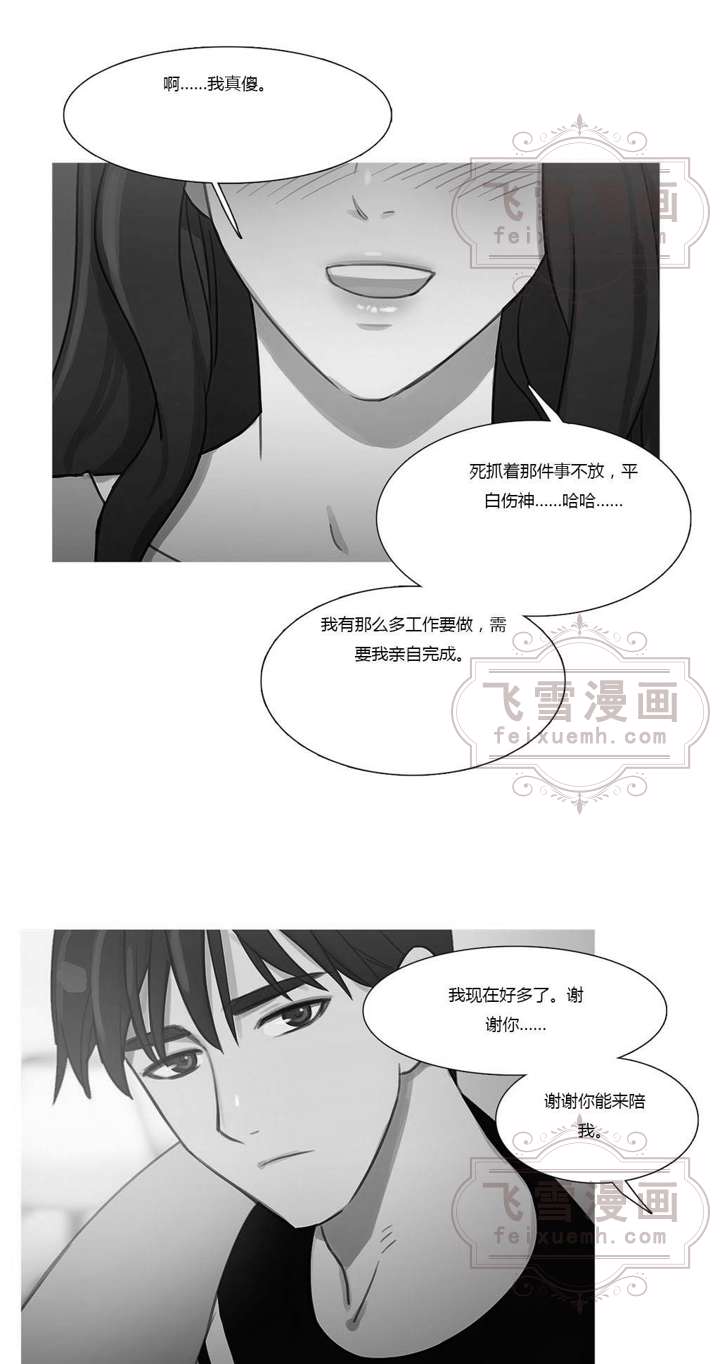 啊……我真傻。
飞雪漫画
feixuemh.com
死抓着那件事不放，平
白伤神……哈哈……
我有那么多工作要做，需
要我亲自完成。
飞雪漫画
feixuemh.com
我现在好多了。谢
谢你……
谢谢你能来陪
我。
飞雪漫画
feixuemh.com